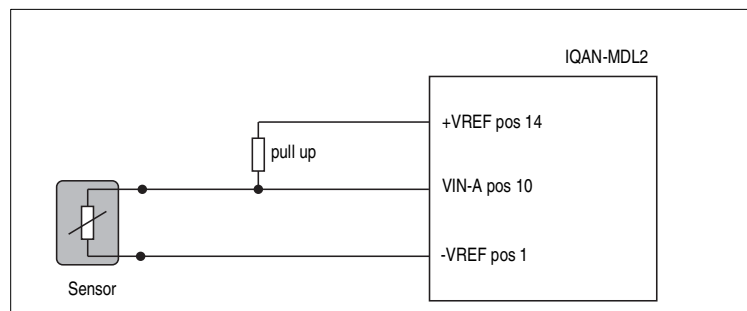 IQAN-MDL2
+VREF pos 14
pull up
VIN-A pos 10
-VREF pos 1
Sensor